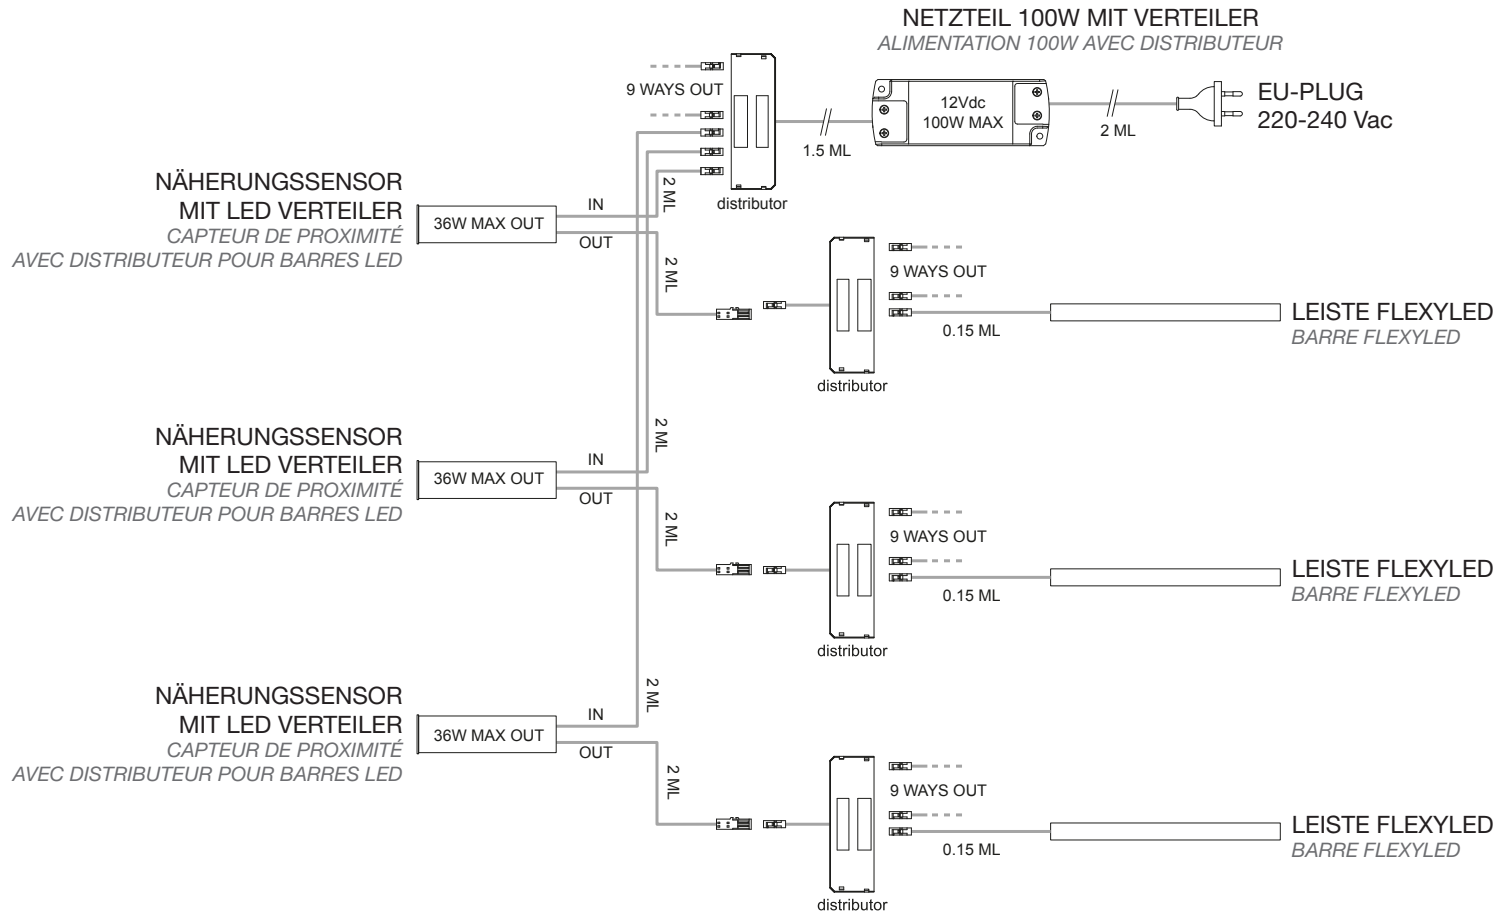 NETZTEIL 100W MIT VERTEILER
ALIMENTATION 100W AVEC DISTRIBUTEUR
9 WAYS OUT
12Vdc
100W MAX
EU-PLUG
220-240 Vac
1.5 ML
2 ML
distributor
NÄHERUNGSSENSOR
MIT LED VERTEILER
CAPTEUR DE PROXIMITÉ
AVEC DISTRIBUTEUR POUR BARRES LED
36W MAX OUT
IN
OUT
2 ML
2 ML
9 WAYS OUT
0.15 ML
distributor
LEISTE FLEXYLED
BARRE FLEXYLED
NÄHERUNGSSENSOR
MIT LED VERTEILER
CAPTEUR DE PROXIMITÉ
AVEC DISTRIBUTEUR POUR BARRES LED
36W MAX OUT
IN
OUT
2 ML
2 ML
9 WAYS OUT
0.15 ML
distributor
LEISTE FLEXYLED
BARRE FLEXYLED
NÄHERUNGSSENSOR
MIT LED VERTEILER
CAPTEUR DE PROXIMITÉ
AVEC DISTRIBUTEUR POUR BARRES LED
36W MAX OUT
IN
OUT
2 ML
2 ML
9 WAYS OUT
0.15 ML
distributor
LEISTE FLEXYLED
BARRE FLEXYLED